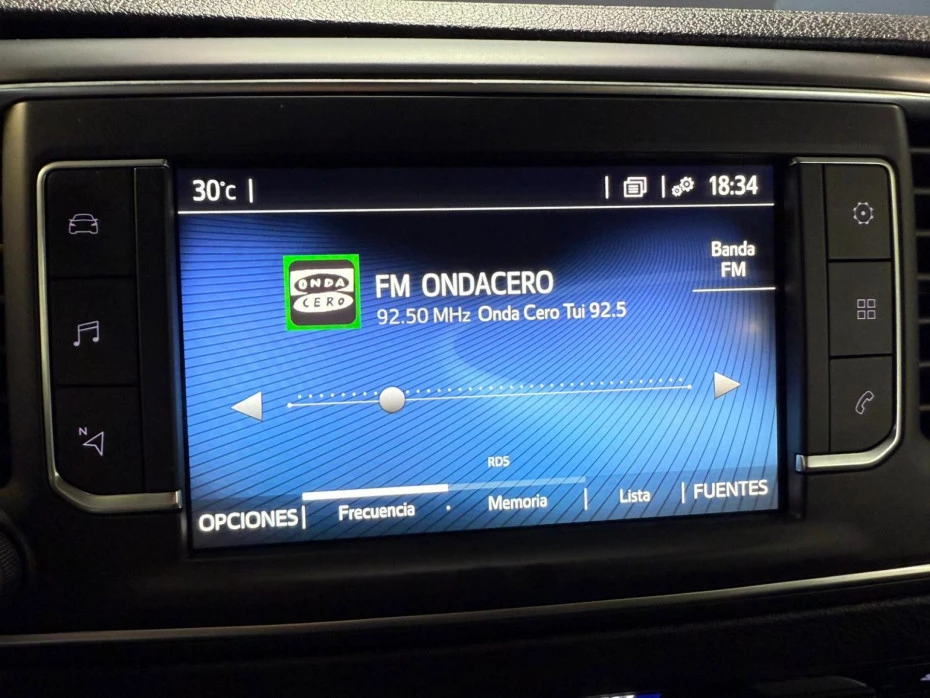 30°C
18:34
Banda
FM
ONDA
CERO
FM ONDACERO
92.50 MHz Onda Cero Tui 92.5
N
RDS
OPCIONES
Frecuencia
Memoria
Lista
FUENTES